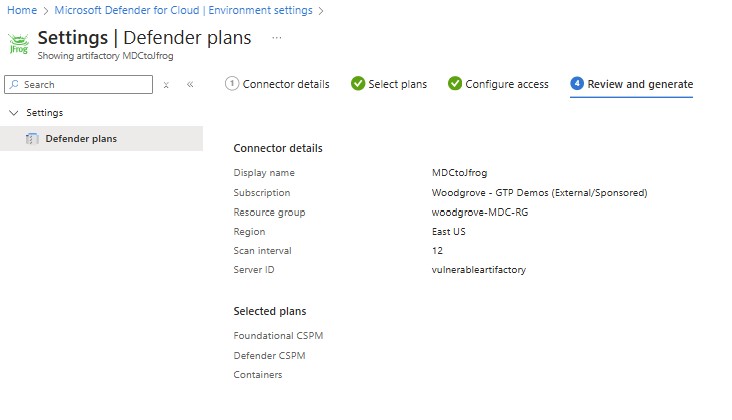 Home > Microsoft Defender for Cloud | Environment settings >
JFrog
Settings | Defender plans ...
Showing artifactory MDCtoJfrog
Search
1 Connector details
Select plans
Configure access
4 Review and generate
Settings
Defender plans
Connector details
Display name MDCtoJfrog
Subscription Woodgrove - GTP Demos (External/Sponsored)
Resource group woodgrove-MDC-RG
Region East US
Scan interval 12
Server ID vulnerableartifactory
Selected plans
Foundational CSPM
Defender CSPM
Containers